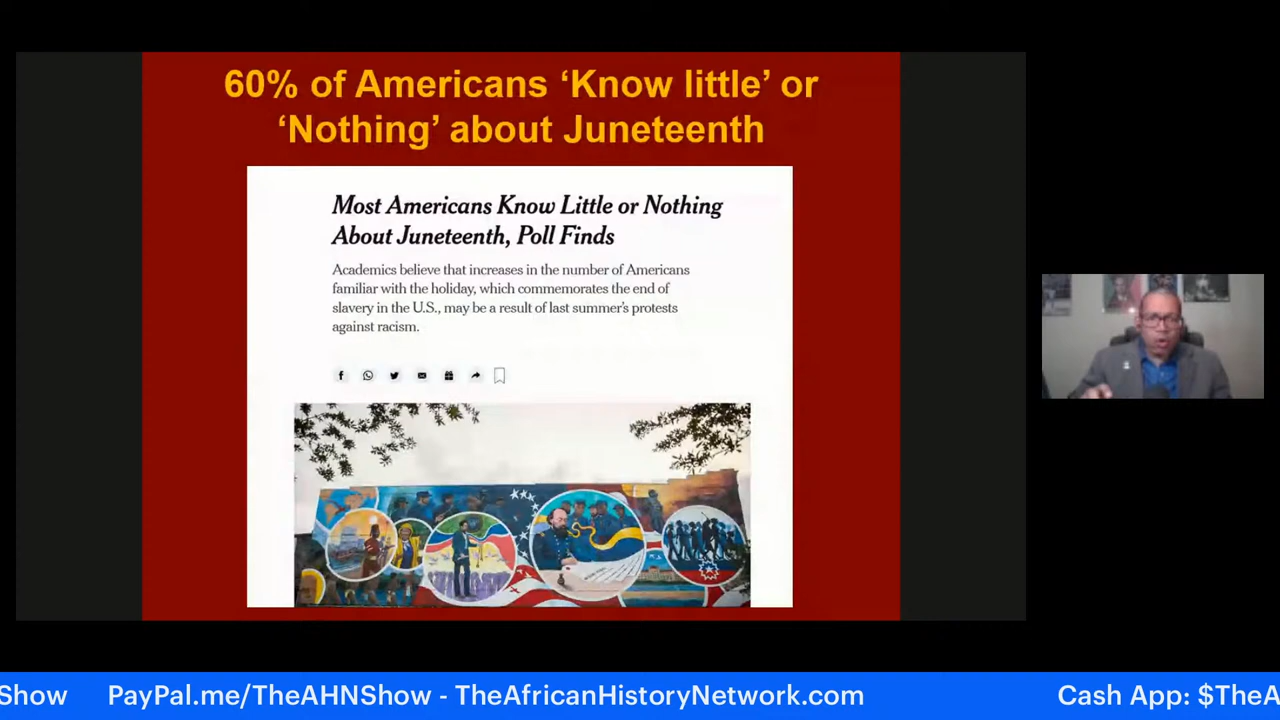 60% of Americans ‘Know little’ or
‘Nothing’ about Juneteenth
Most Americans Know Little or Nothing
About Juneteenth, Poll Finds
Academics believe that increases in the number of Americans
familiar with the holiday, which commemorates the end of
slavery in the U.S., may be a result of last summer’s protests
against racism.
Show PayPal.me/TheAHNShow - TheAfricanHistoryNetwork.com Cash App: $TheA